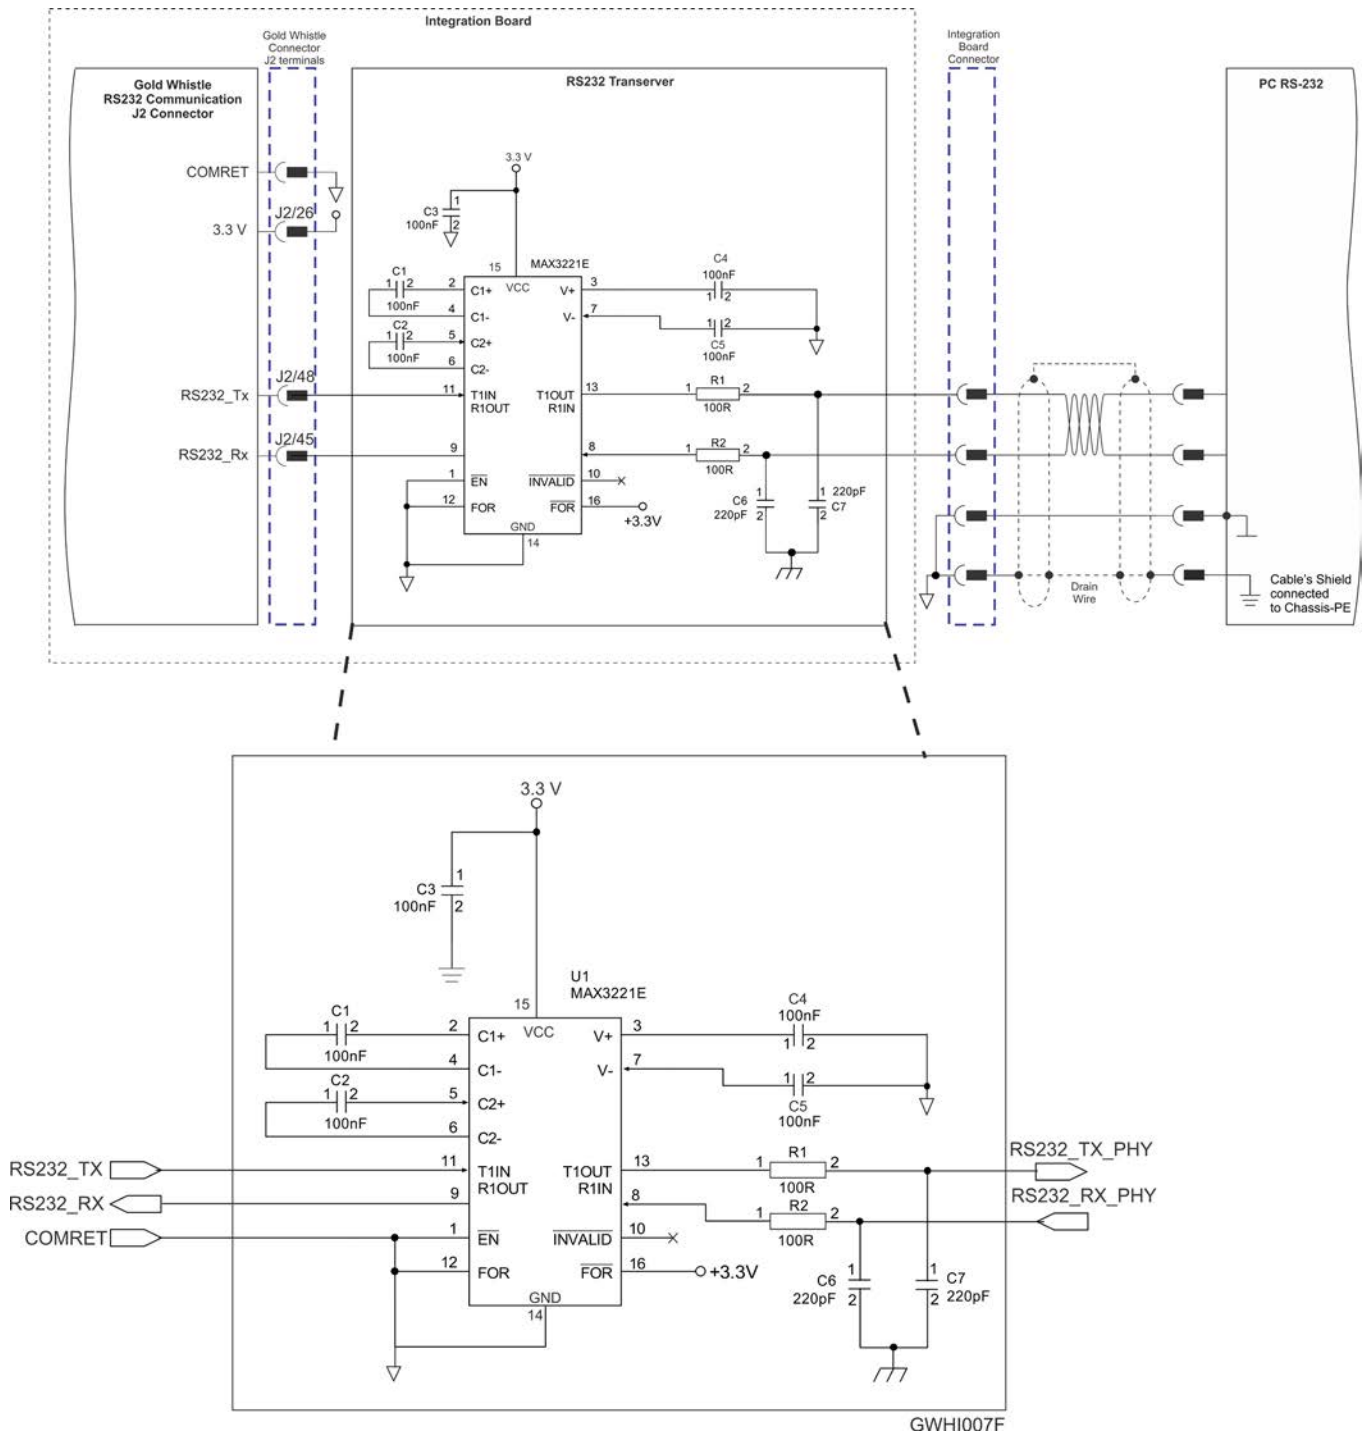 Integration Board
Gold Whistle
Connector
J2 terminals
Integration
Board
Connector
Gold Whistle
RS232 Communication
J2 Connector
RS232 Transerver
PC RS-232
COMRET
J2/26
3.3 V
J2/48
RS232_Tx
J2/45
RS232_Rx
3.3 V
C3
100nF
1
2
15
MAX3221E
VCC
C1
1 2
100nF
2
C1+
4
C1-
C2
1 2
100nF
5
C2+
6
C2-
11
T1IN
R1OUT
9
1
EN
12
FOR
GND
14
V+
3
V-
7
C4
100nF
1 2
1 2
C5
100nF
T1OUT
R1IN
13
8
INVALID
10
FOR
16
+3.3V
R1
1 2
100R
R2
1 2
100R
C6
220pF
1
2
1
2
220pF
C7
Drain
Wire
Cable's Shield
connected
to Chassis-PE
3.3 V
C3
100nF
1
2
U1
MAX3221E
15
VCC
C1
1 2
100nF
2
C1+
4
C1-
C2
1 2
100nF
5
C2+
6
C2-
RS232_TX
11
T1IN
R1OUT
RS232_RX
9
COMRET
1
EN
12
FOR
GND
14
V+
3
V-
7
C4
100nF
1 2
1 2
C5
100nF
T1OUT
R1IN
13
8
INVALID
10
FOR
16
+3.3V
R1
1 2
100R
R2
1 2
100R
RS232_TX_PHY
RS232_RX_PHY
C6
220pF
1
2
1
2
C7
220pF
GWHI007F